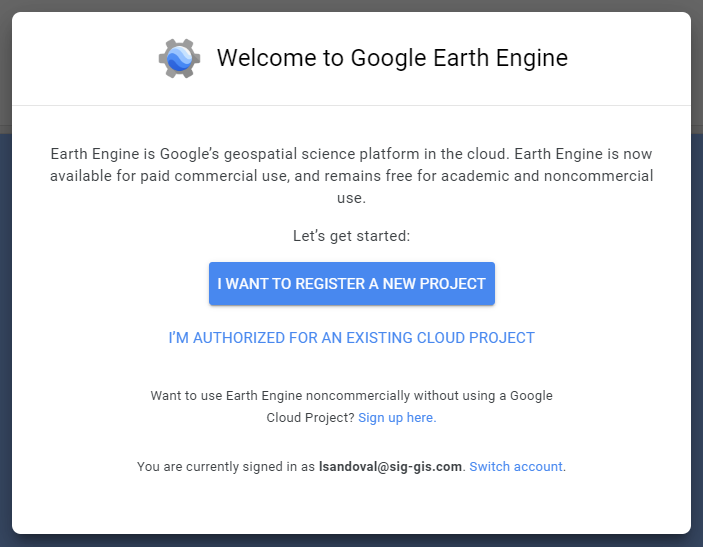 Welcome to Google Earth Engine
Earth Engine is Google’s geospatial science platform in the cloud. Earth Engine is now
available for paid commercial use, and remains free for academic and noncommercial
use.
Let’s get started:
I WANT TO REGISTER A NEW PROJECT
I’M AUTHORIZED FOR AN EXISTING CLOUD PROJECT
Want to use Earth Engine noncommercially without using a Google
Cloud Project? Sign up here.
You are currently signed in as lsandoval@sig-gis.com. Switch account.